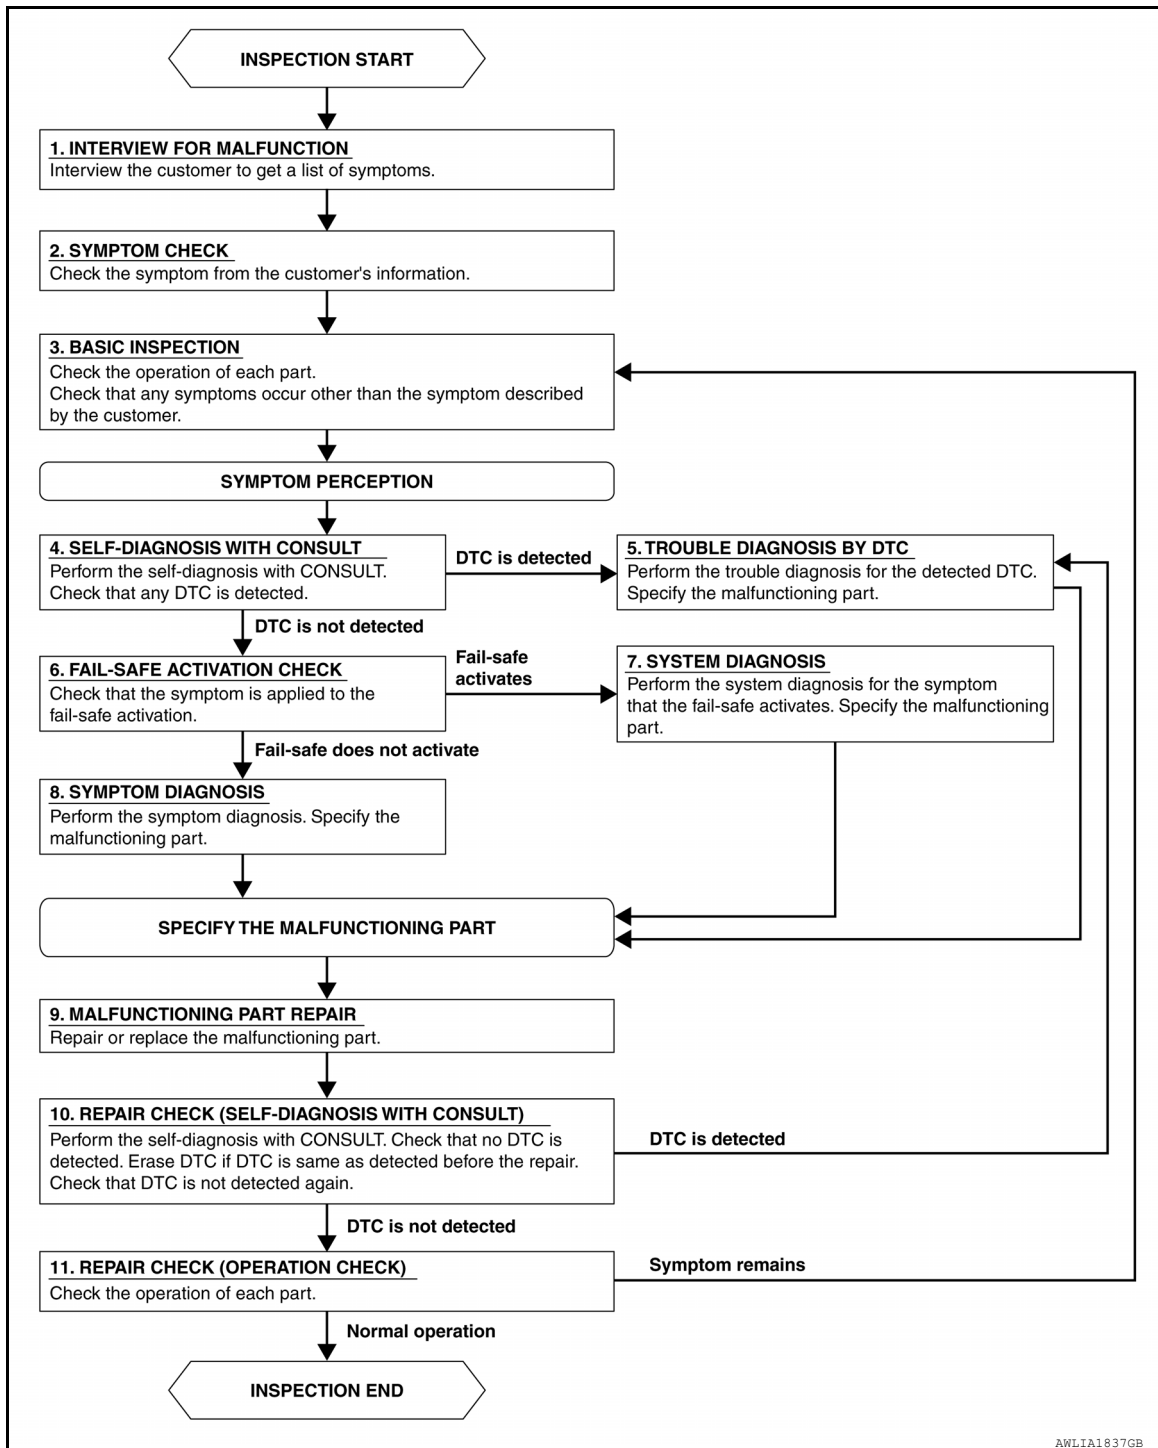 INSPECTION START
1. INTERVIEW FOR MALFUNCTION
Interview the customer to get a list of symptoms.
2. SYMPTOM CHECK
Check the symptom from the customer's information.
3. BASIC INSPECTION
Check the operation of each part.
Check that any symptoms occur other than the symptom described
by the customer.
SYMPTOM PERCEPTION
4. SELF-DIAGNOSIS WITH CONSULT
Perform the self-diagnosis with CONSULT.
Check that any DTC is detected.
DTC is detected
5. TROUBLE DIAGNOSIS BY DTC
Perform the trouble diagnosis for the detected DTC.
Specify the malfunctioning part.
DTC is not detected
6. FAIL-SAFE ACTIVATION CHECK
Check that the symptom is applied to the
fail-safe activation.
Fail-safe
activates
7. SYSTEM DIAGNOSIS
Perform the system diagnosis for the symptom
that the fail-safe activates. Specify the malfunctioning
part.
Fail-safe does not activate
8. SYMPTOM DIAGNOSIS
Perform the symptom diagnosis. Specify the
malfunctioning part.
SPECIFY THE MALFUNCTIONING PART
9. MALFUNCTIONING PART REPAIR
Repair or replace the malfunctioning part.
10. REPAIR CHECK (SELF-DIAGNOSIS WITH CONSULT)
Perform the self-diagnosis with CONSULT. Check that no DTC is
detected. Erase DTC if DTC is same as detected before the repair.
Check that DTC is not detected again.
DTC is detected
DTC is not detected
11. REPAIR CHECK (OPERATION CHECK)
Check the operation of each part.
Symptom remains
Normal operation
INSPECTION END
AWLIA1837GB